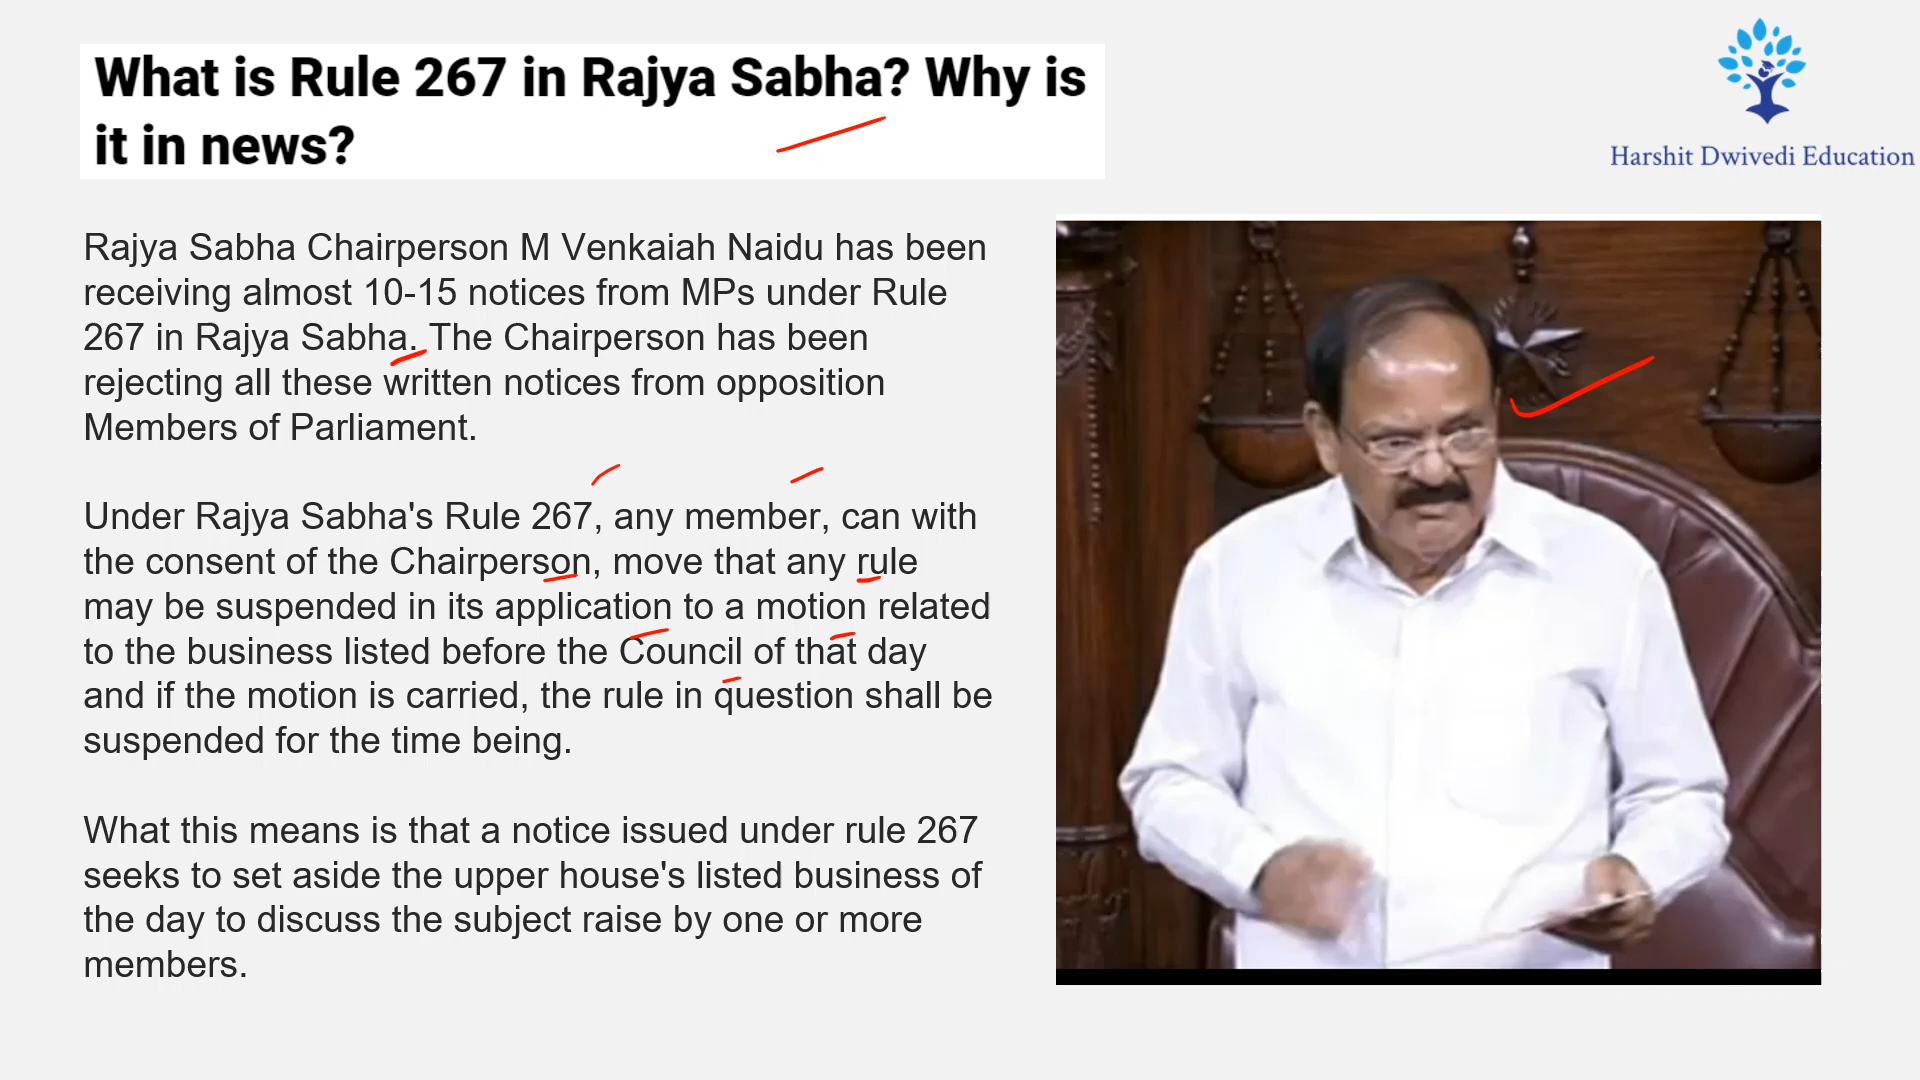 What is Rule 267 in Rajya Sabha? Why is
it in news?
Harshit Dwivedi Education
Rajya Sabha Chairperson M Venkaiah Naidu has been
receiving almost 10-15 notices from MPs under Rule
267 in Rajya Sabha. The Chairperson has been
rejecting all these written notices from opposition
Members of Parliament.
Under Rajya Sabha's Rule 267, any member, can with
the consent of the Chairperson, move that any rule
may be suspended in its application to a motion related
to the business listed before the Council of that day
and if the motion is carried, the rule in question shall be
suspended for the time being.
What this means is that a notice issued under rule 267
seeks to set aside the upper house's listed business of
the day to discuss the subject raise by one or more
members.